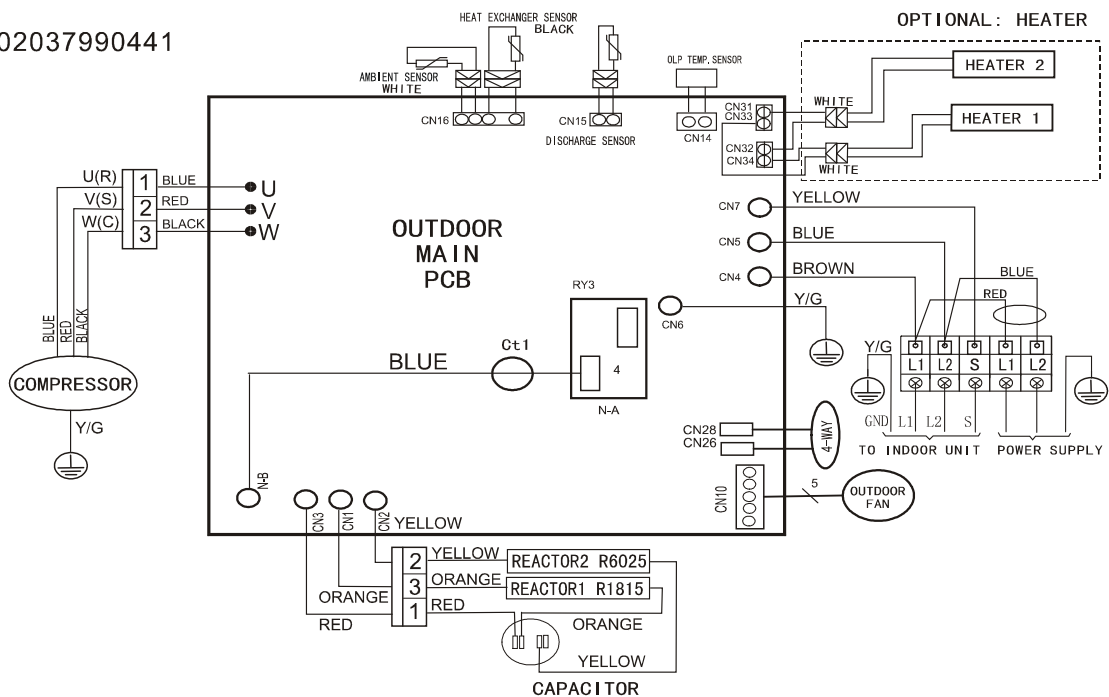 02037990441
OPTIONAL: HEATER
HEAT EXCHANGER SENSOR
BLACK
AMBIENT SENSOR
WHITE
OLP TEMP. SENSOR
CN16
CN15
DISCHARGE SENSOR
CN14
CN31
CN33
CN32
CN34
WHITE
WHITE
HEATER 2
HEATER 1
U(R)
V(S)
W(C)
1
2
3
BLUE
RED
BLACK
U
V
W
OUTDOOR
MAIN
PCB
CN7
CN5
CN4
YELLOW
BLUE
BROWN
Y/G
CN6
RY3
4
N-A
Ct1
BLUE
BLUE
RED
BLACK
COMPRESSOR
Y/G
BLUE
RED
Y/G
L1
L2
S
L1
L2
GND
L1
L2
S
TO INDOOR UNIT
POWER SUPPLY
CN28
CN26
4-WAY
CN10
5
OUTDOOR
FAN
N-B
CN3
CN1
CN2
YELLOW
2
3
1
YELLOW
ORANGE
RED
ORANGE
RED
REACTOR2 R6025
REACTOR1 R1815
ORANGE
YELLOW
CAPACITOR